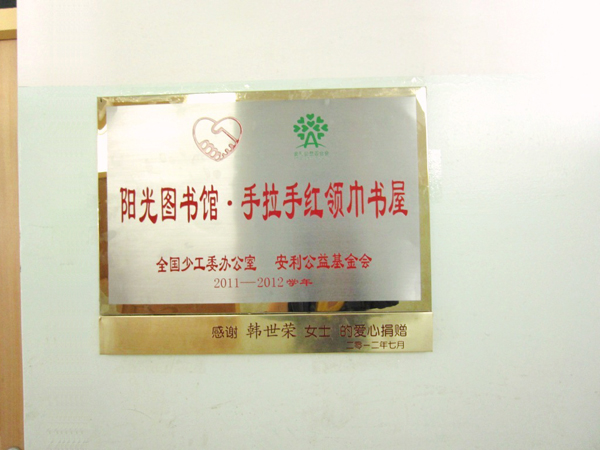 阳光图书馆·手拉手红领巾书屋
全国少工委办公室 安利公益基金会
2011—2012学年
感谢 韩世荣 女士 的爱心捐赠
二零一二年七月